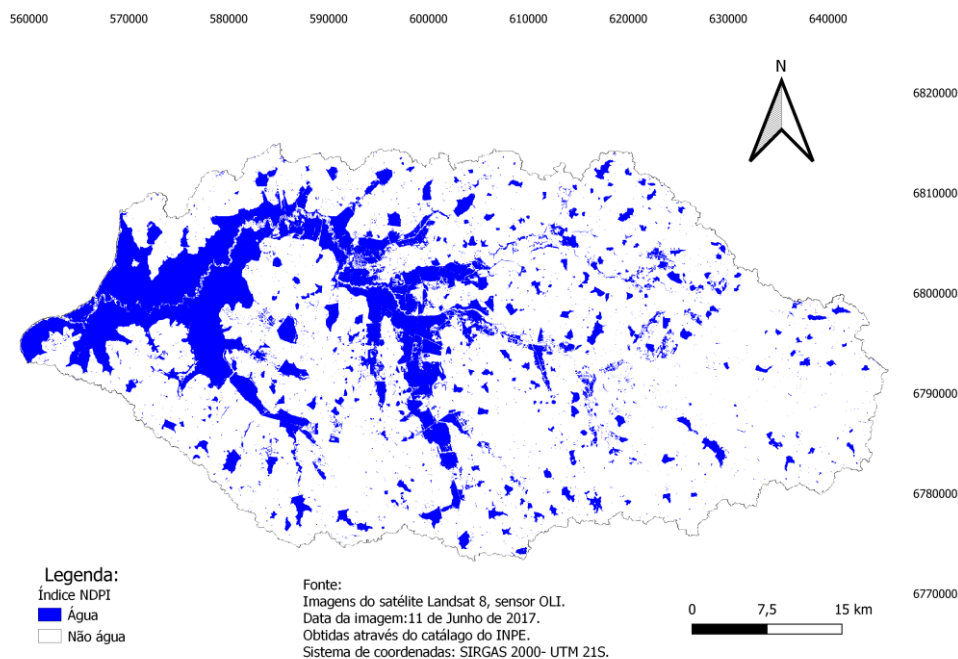 560000 570000 580000 590000 600000 610000 620000 630000 640000
N
6820000
6810000
6800000
6790000
6780000
6770000
Legenda:
Índice NDPI
Água
Não água
Fonte:
Imagens do satélite Landsat 8, sensor OLI.
Data da imagem:11 de Junho de 2017.
Obtidas através do catálago do INPE.
Sistema de coordenadas: SIRGAS 2000- UTM 21S.
0 7,5 15 km